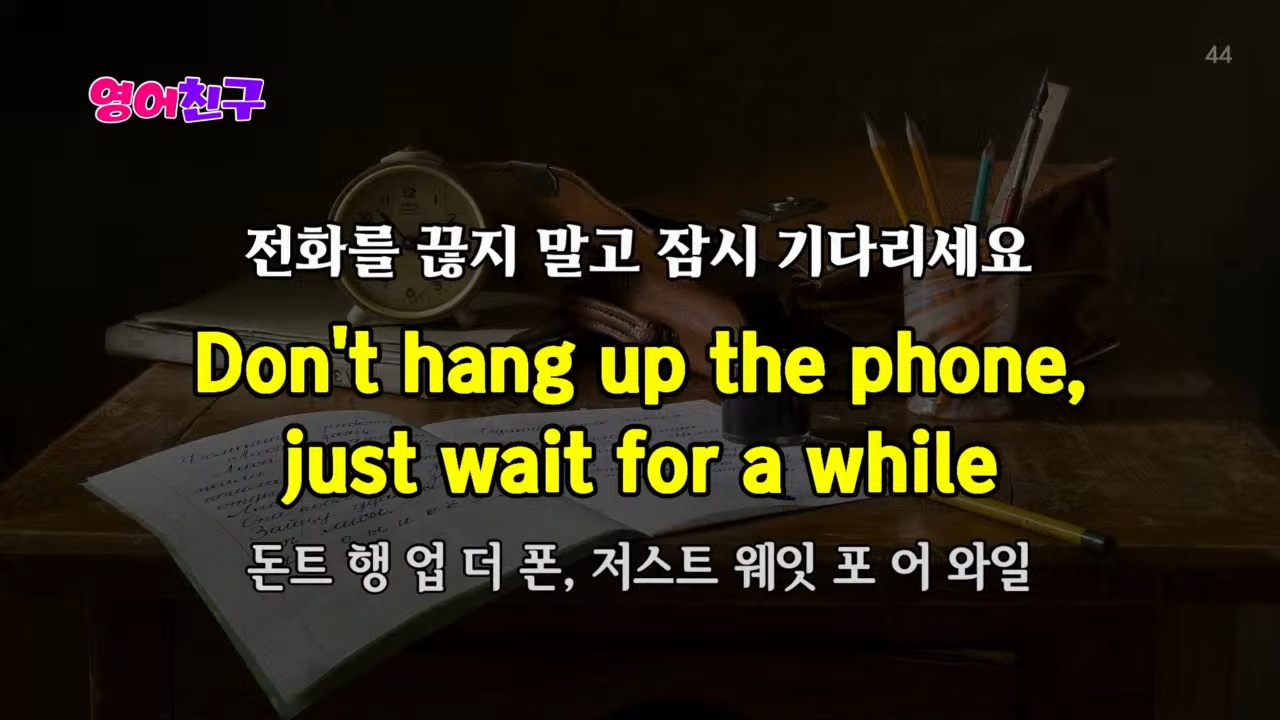 44
영어친구
전화를 끊지 말고 잠시 기다리세요
Don't hang up the phone,
just wait for a while
돈트 행 업 더 폰, 저스트 웨잇 포 어 와일